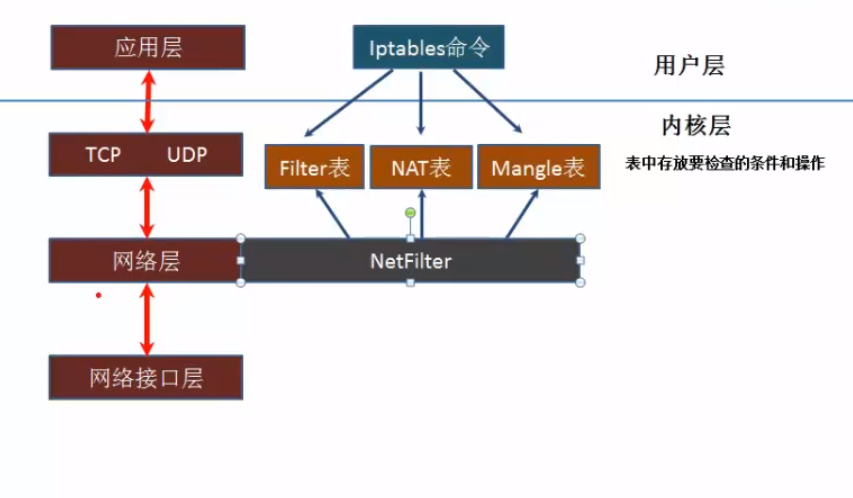 应用层
Iptables命令
用户层
内核层
TCP UDP
Filter表
NAT表
Mangle表
表中存放要检查的条件和操作
网络层
NetFilter
网络接口层